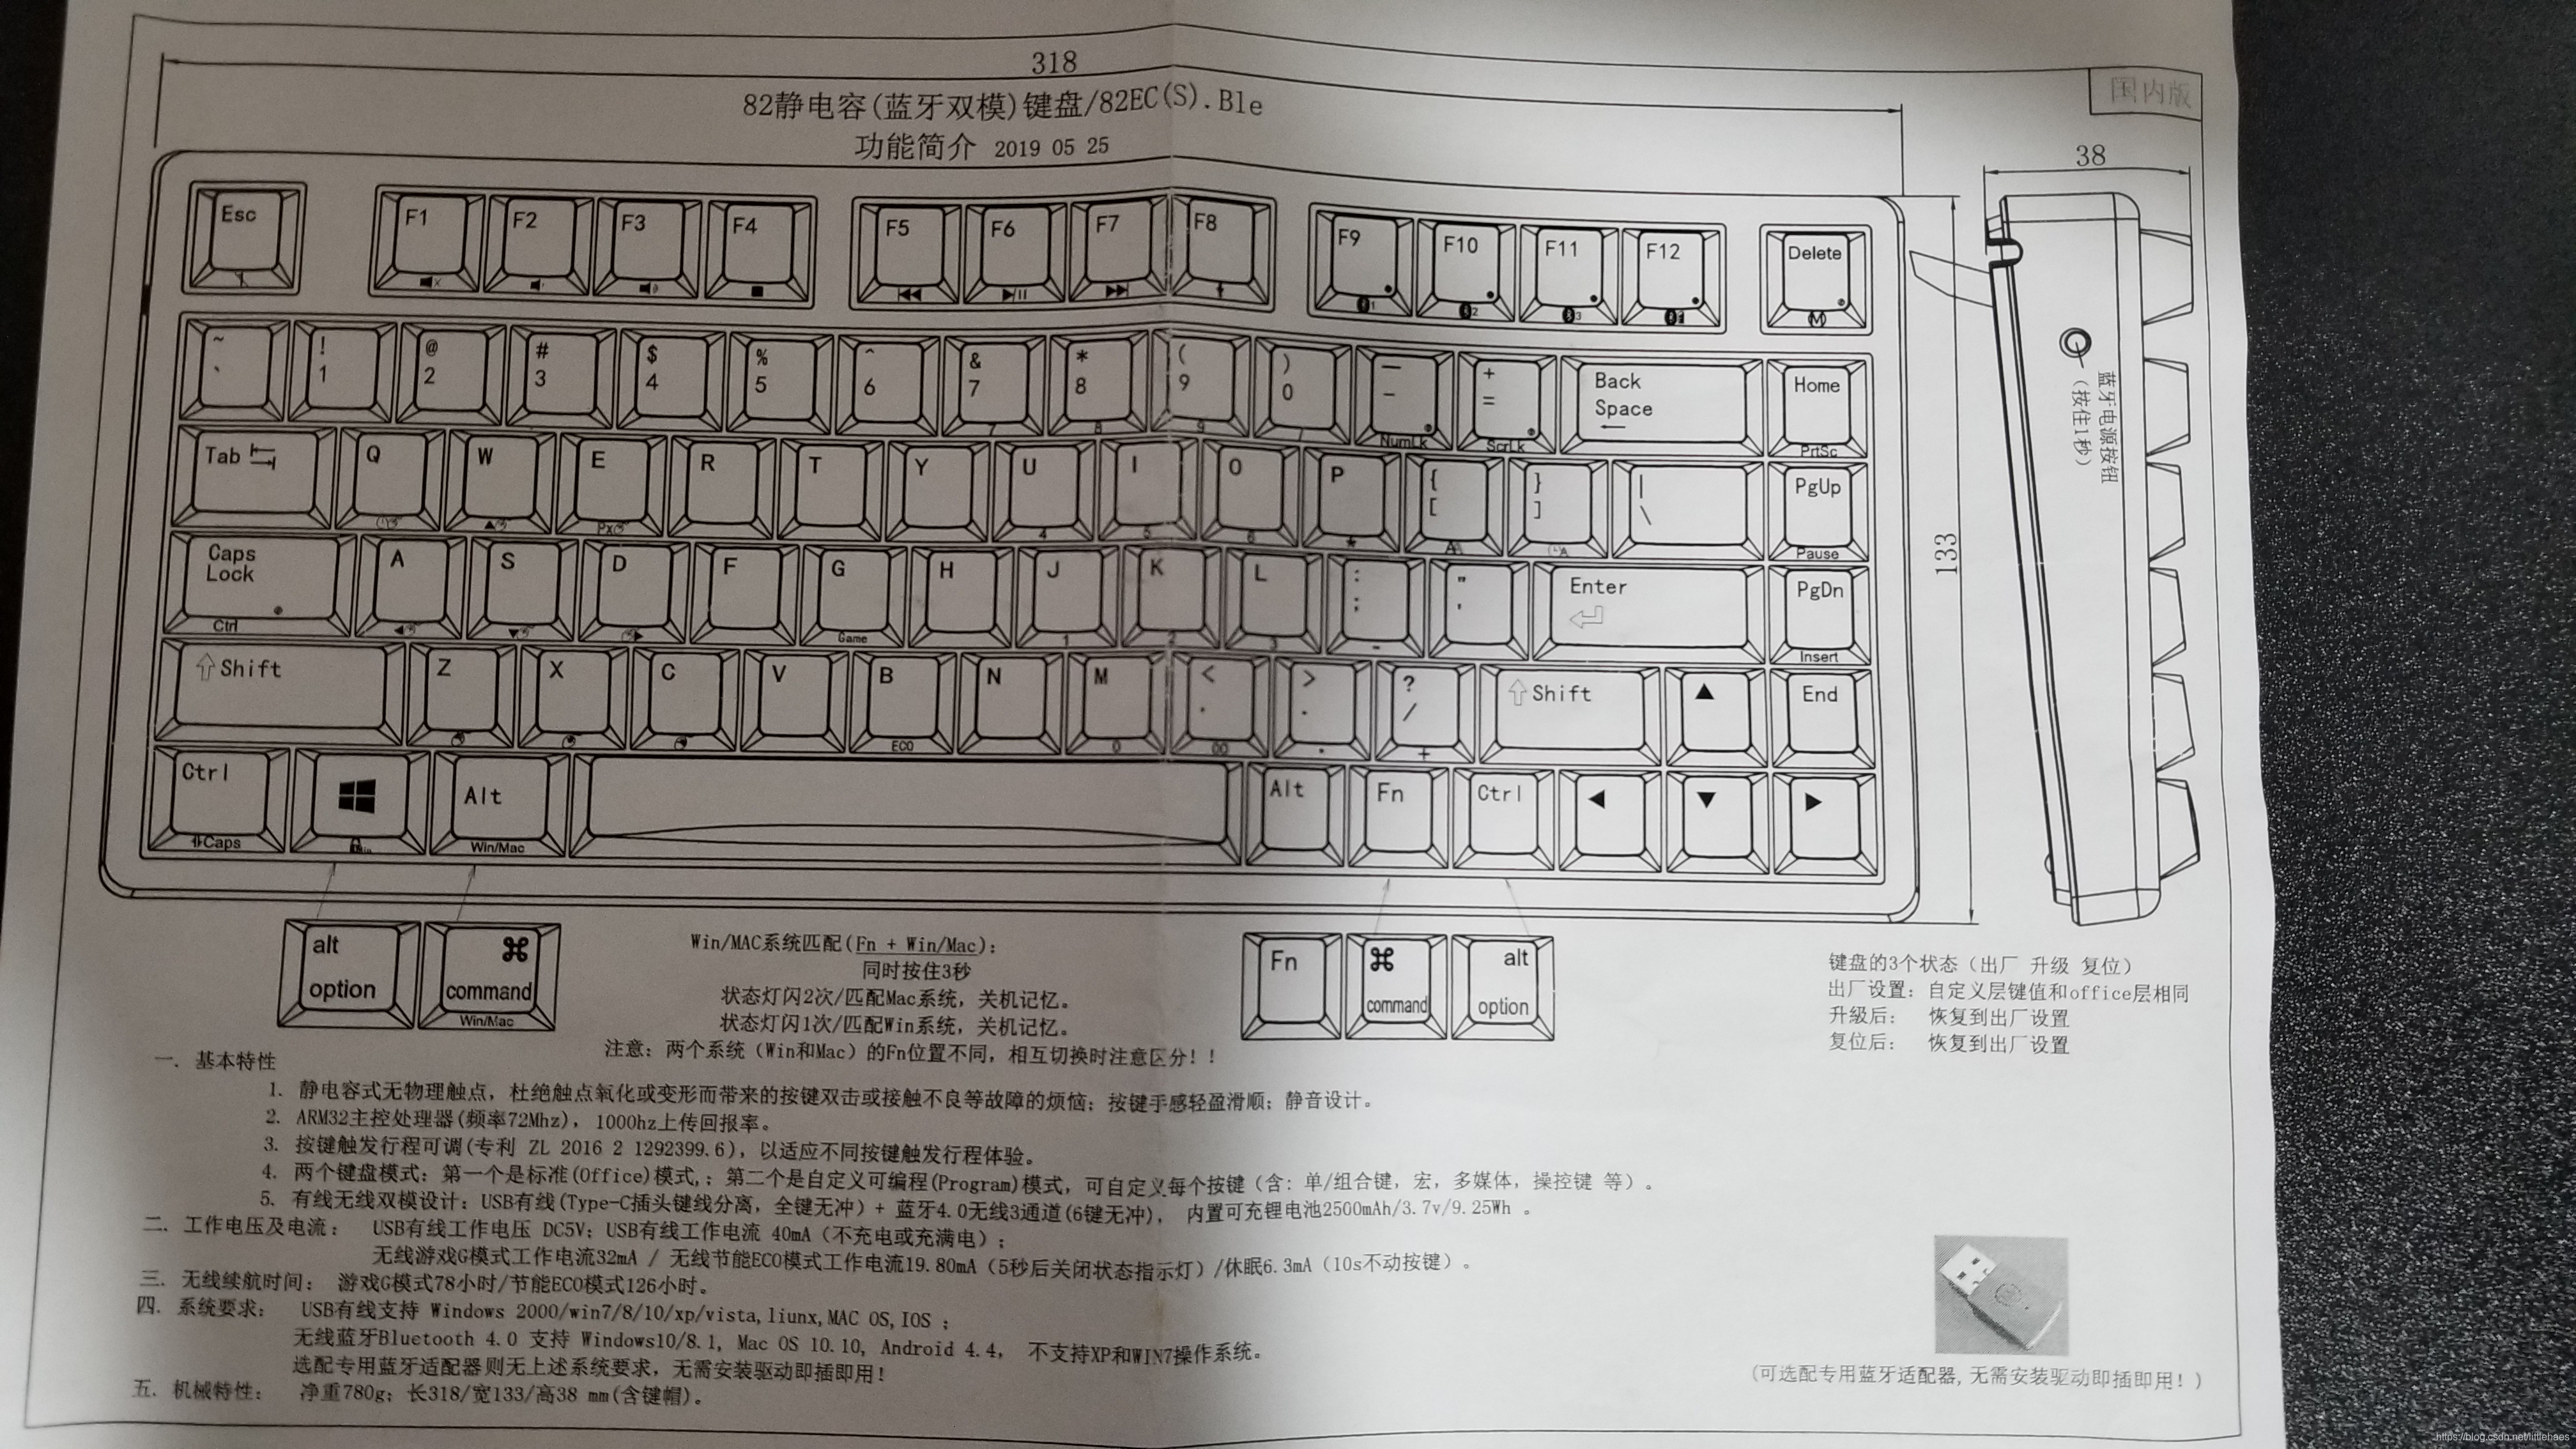 318
82静电容(蓝牙双模)键盘/82EC(S).Ble
国内版
功能简介 2019 05 25
38
Esc F1 F2 F3 F4 F5 F6 F7 F8 F9 F10 F11 F12 Delete
1 2 3 M
~ ! @ # $ % ^ & * ( ) — + Back Home
` 1 2 3 4 5 6 7 8 9 0 - = Space
7 8 9 / NumLk ScrLk PrtSc
蓝牙电源按钮
(按住1秒)
Tab Q W E R T Y U I O P { } | PgUp
[ ] \
Px 4 5 6 * A A Pause
133
Caps A S D F G H J K L : " Enter PgDn
Lock ; '
Ctrl Game 1 2 3 - Insert
Shift Z X C V B N M < > ? Shift End
/
ECO 0 00 . +
Ctrl Alt Alt Fn Ctrl
Caps Win/Mac
alt ⌘
option command
Win/Mac
Fn ⌘ alt
command option
Win/MAC系统匹配(Fn + Win/Mac):
同时按住3秒
状态灯闪2次/匹配Mac系统,关机记忆。
状态灯闪1次/匹配Win系统,关机记忆。
注意:两个系统(Win和Mac)的Fn位置不同,相互切换时注意区分!!
键盘的3个状态(出厂 升级 复位)
出厂设置:自定义层键值和office层相同
升級后: 恢复到出厂设置
复位后: 恢复到出厂设置
一. 基本特性
1. 静电容式无物理触点,杜绝触点氧化或变形而带来的按键双击或接触不良等故障的烦恼;按键手感轻盈滑顺;静音设计。
2. ARM32主控处理器(频率72Mhz),1000hz上传回报率。
3. 按键触发行程可调(专利 ZL 2016 2 1292399.6),以适应不同按键触发行程体验。
4. 两个键盘模式:第一个是标准(Office)模式,;第二个是自定义可编程(Program)模式,可自定义每个按键(含:单/组合键,宏,多媒体,操控键 等)。
5. 有线无线双模设计:USB有线(Type-C插头键线分离,全键无冲)+ 蓝牙4.0无线3通道(6键无冲), 内置可充锂电池2500mAh/3.7v/9.25Wh 。
二. 工作电压及电流: USB有线工作电压 DC5V;USB有线工作电流 40mA(不充电或充满电);
无线游戏G模式工作电流32mA / 无线节能ECO模式工作电流19.80mA(5秒后关闭状态指示灯)/休眠6.3mA(10s不动按键)。
三. 无线续航时间: 游戏G模式78小时/节能ECO模式126小时。
四. 系统要求: USB有线支持 Windows 2000/win7/8/10/xp/vista,liunx,MAC OS,IOS ;
无线蓝牙Bluetooth 4.0 支持 Windows10/8.1, Mac OS 10.10, Android 4.4, 不支持XP和WIN7操作系统。
选配专用蓝牙适配器则无上述系统要求,无需安装驱动即插即用!
五. 机械特性: 净重780g;长318/宽133/高38 mm(含键帽)。
(可选配专用蓝牙适配器,无需安装驱动即插即用!)
https://blog.csdn.net/littlehaes